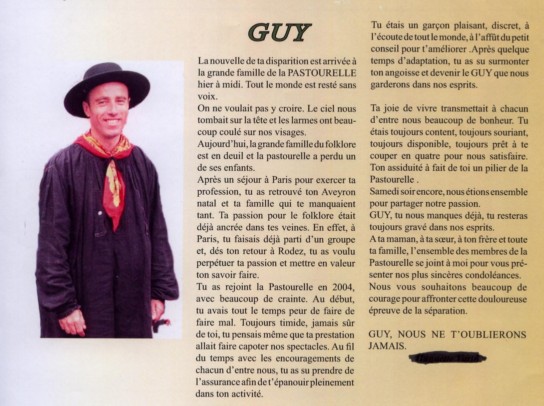 GUY
La nouvelle de ta disparition est arrivée à
la grande famille de la PASTOURELLE
hier à midi. Tout le monde est resté sans
voix.
On ne voulait pas y croire. Le ciel nous
tombait sur la tête et les larmes ont beau-
coup coulé sur nos visages.
Aujourd'hui, la grande famille du folklore
est en deuil et la pastourelle a perdu un
de ses enfants.
Après un séjour à Paris pour exercer ta
profession, tu as retrouvé ton Aveyron
natal et ta famille qui te manquaient
tant. Ta passion pour le folklore était
déjà ancrée dans tes veines. En effet, à
Paris, tu faisais déjà parti d'un groupe
et, dés ton retour à Rodez, tu as voulu
perpétuer ta passion et mettre en valeur
ton savoir faire.
Tu as rejoint la Pastourelle en 2004,
avec beaucoup de crainte. Au début,
tu avais tout le temps peur de faire de
faire mal. Toujours timide, jamais sûr
de toi, tu pensais même que ta prestation
allait faire capoter nos spectacles. Au fil
du temps avec les encouragements de
chacun d'entre nous, tu as su prendre de
l'assurance afin de t'épanouir pleinement
dans ton activité.
Tu étais un garçon plaisant, discret, à
l'écoute de tout le monde, à l'affût du petit
conseil pour t'améliorer .Après quelque
temps d'adaptation, tu as su surmonter
ton angoisse et devenir le GUY que nous
garderons dans nos esprits.
Ta joie de vivre transmettait à chacun
d'entre nous beaucoup de bonheur. Tu
étais toujours content, toujours souriant,
toujours disponible, toujours prêt à te
couper en quatre pour nous satisfaire.
Ton assiduité à fait de toi un pilier de la
Pastourelle .
Samedi soir encore, nous étions ensemble
pour partager notre passion.
GUY, tu nous manques déjà, tu resteras
toujours gravé dans nos esprits.
A ta maman, à ta sœur, à ton frère et toute
ta famille, l'ensemble des membres de la
Pastourelle se joint à moi pour vous pré-
senter nos plus sincères condoléances.
Nous vous souhaitons beaucoup de
courage pour affronter cette douloureuse
épreuve de la séparation.
GUY, NOUS NE T'OUBLIERONS
JAMAIS.